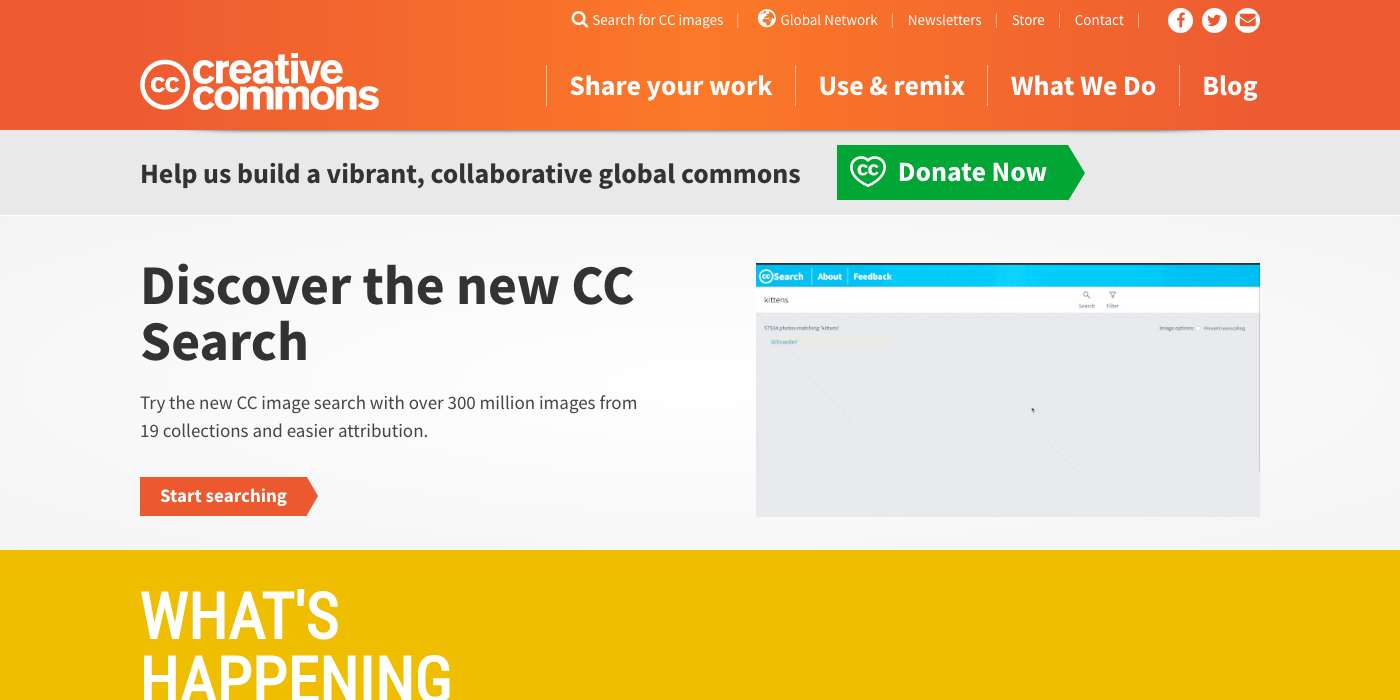 Search for CC images
Global Network
Newsletters
Store
Contact
cc creative
commons
Share your work
Use & remix
What We Do
Blog
Help us build a vibrant, collaborative global commons
cc Donate Now
Discover the new CC
Search
Try the new CC image search with over 300 million images from
19 collections and easier attribution.
Start searching
cc Search
About
Feedback
kittens
Search
Filter
57534 photos matching 'kittens'
Image options:
WHAT'S
HAPPENING